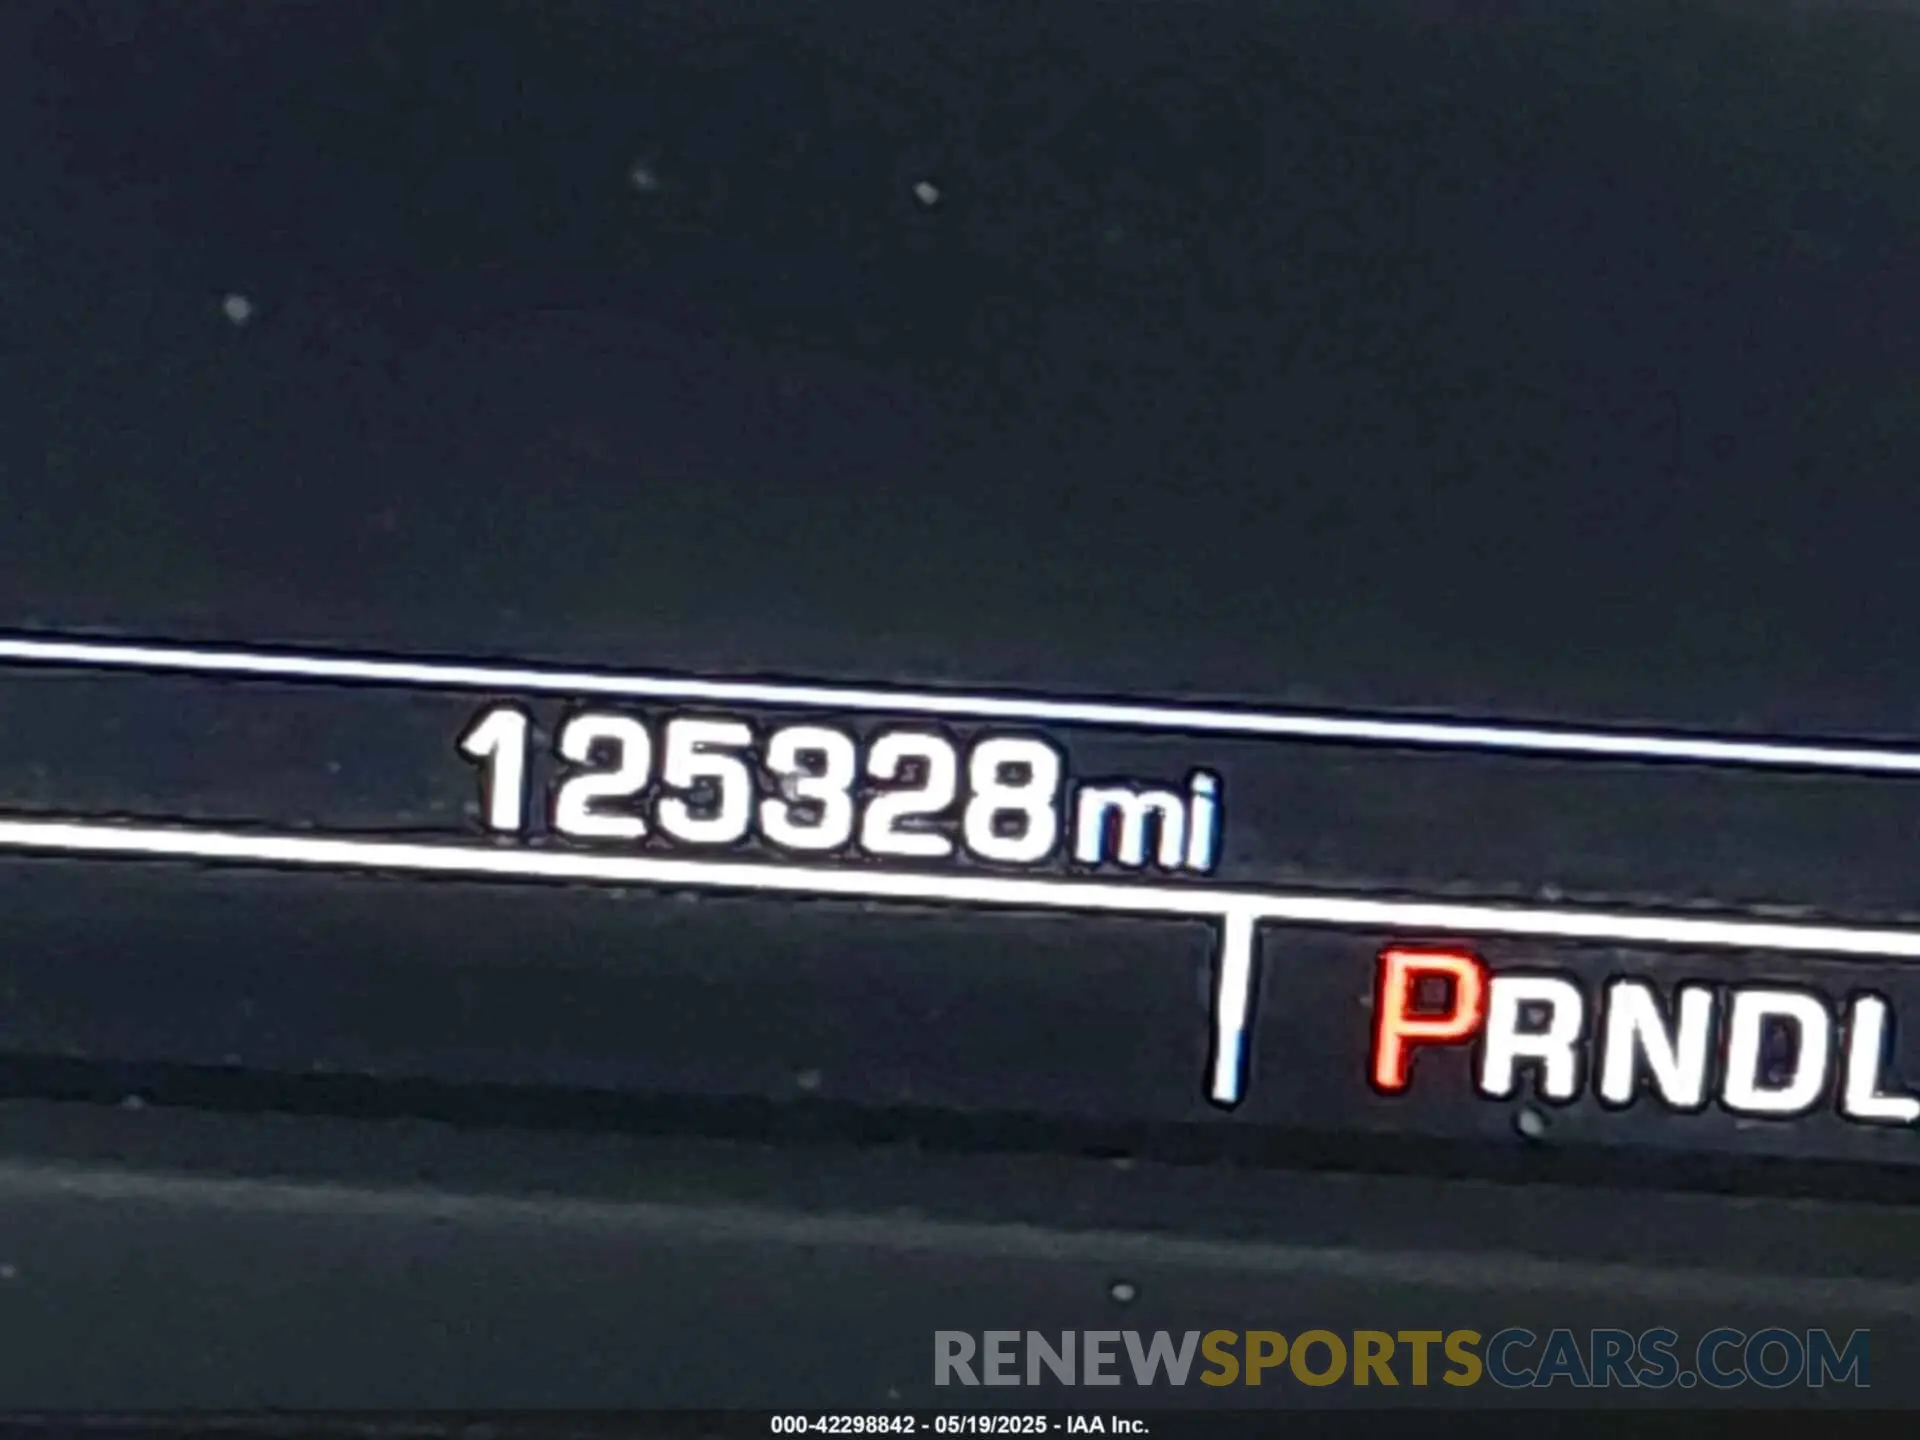 125328mi
PRNDL
RENEWSPORTSCARS.COM
000-42298842 - 05/19/2025 - IAA Inc.